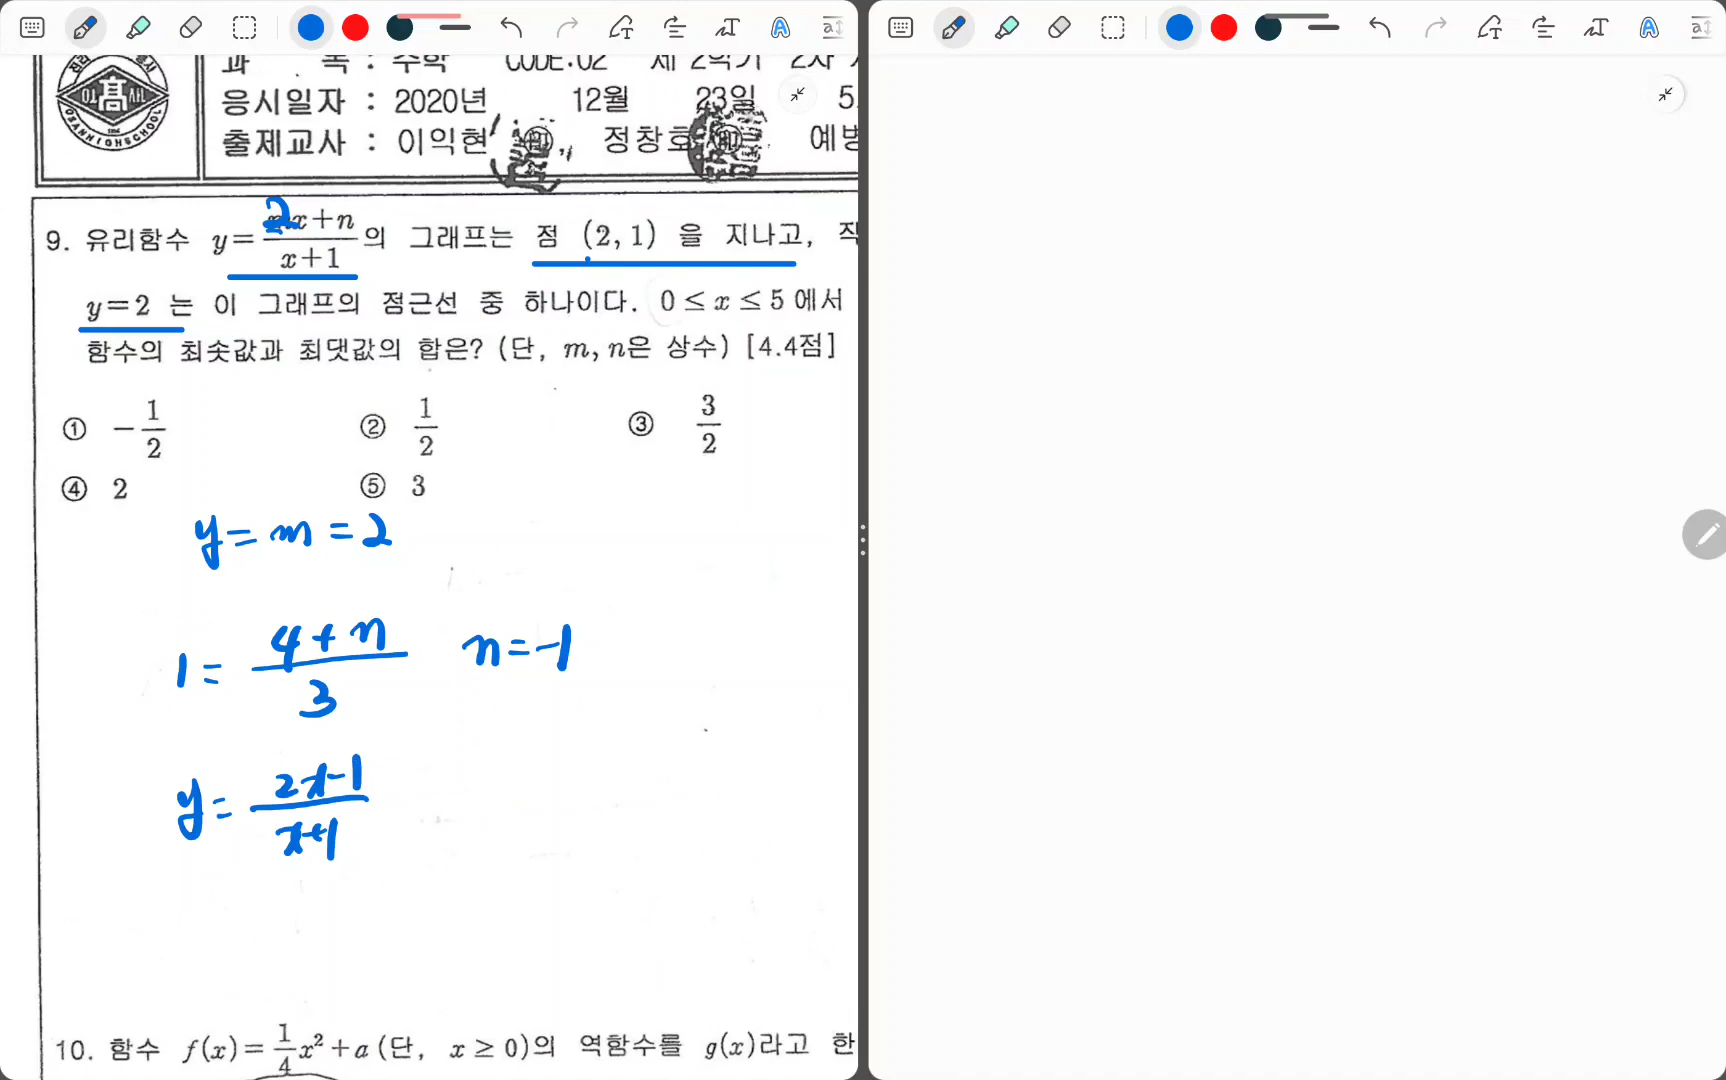 과 목 : 수학 CODE:02 제 2학기 2차
응시일자 : 2020년 12월 23일 5
출제교사 : 이익현 정창호 예병
9. 유리함수 y=2x+n/x+1의 그래프는 점 (2, 1) 을 지나고, 직
y=2 는 이 그래프의 점근선 중 하나이다. 0≤x≤5에서
함수의 최솟값과 최댓값의 합은? (단, m, n은 상수) [4.4점]
① -1/2 ② 1/2 ③ 3/2
④ 2 ⑤ 3
y=m=2
1=4+n/3 n=-1
y=2x-1/x+1
10. 함수 f(x)=1/4x²+a (단, x≥0)의 역함수를 g(x)라고 한